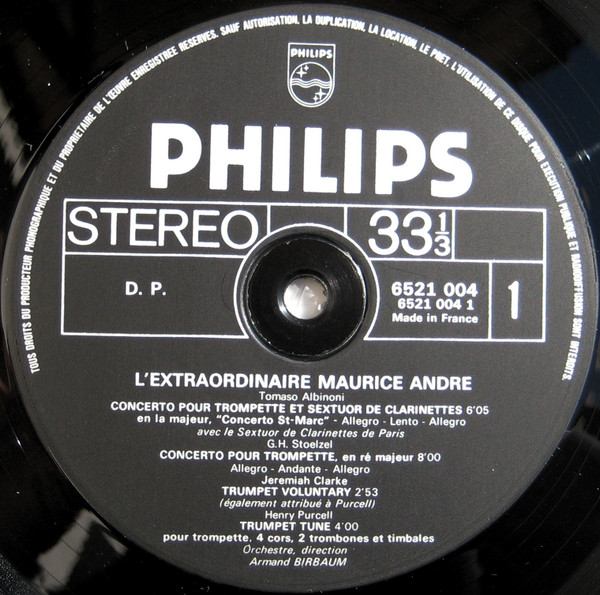 TOUS DROITS DU PRODUCTEUR PHONOGRAPHIQUE ET DU PROPRIETAIRE DE L'ŒUVRE ENREGISTREE RESERVES. SAUF AUTORISATION, LA DUPLICATION, LA LOCATION, LE PRET, L'UTILISATION DE CE DISQUE POUR EXECUTION PUBLIQUE ET RADIODIFFUSION SONT INTERDITS.
PHILIPS
PHILIPS
STEREO 33 1/3
D. P.
6521 004
6521 004 1
Made in France
1
L'EXTRAORDINAIRE MAURICE ANDRE
Tomaso Albinoni
CONCERTO POUR TROMPETTE ET SEXTUOR DE CLARINETTES 6'05
en la majeur, "Concerto St-Marc" - Allegro - Lento - Allegro
avec le Sextuor de Clarinettes de Paris
G.H. Stoelzel
CONCERTO POUR TROMPETTE, en ré majeur 8'00
Allegro - Andante - Allegro
Jeremiah Clarke
TRUMPET VOLUNTARY 2'53
(également attribué à Purcell)
Henry Purcell
TRUMPET TUNE 4'00
pour trompette, 4 cors, 2 trombones et timbales
Orchestre, direction
Armand BIRBAUM